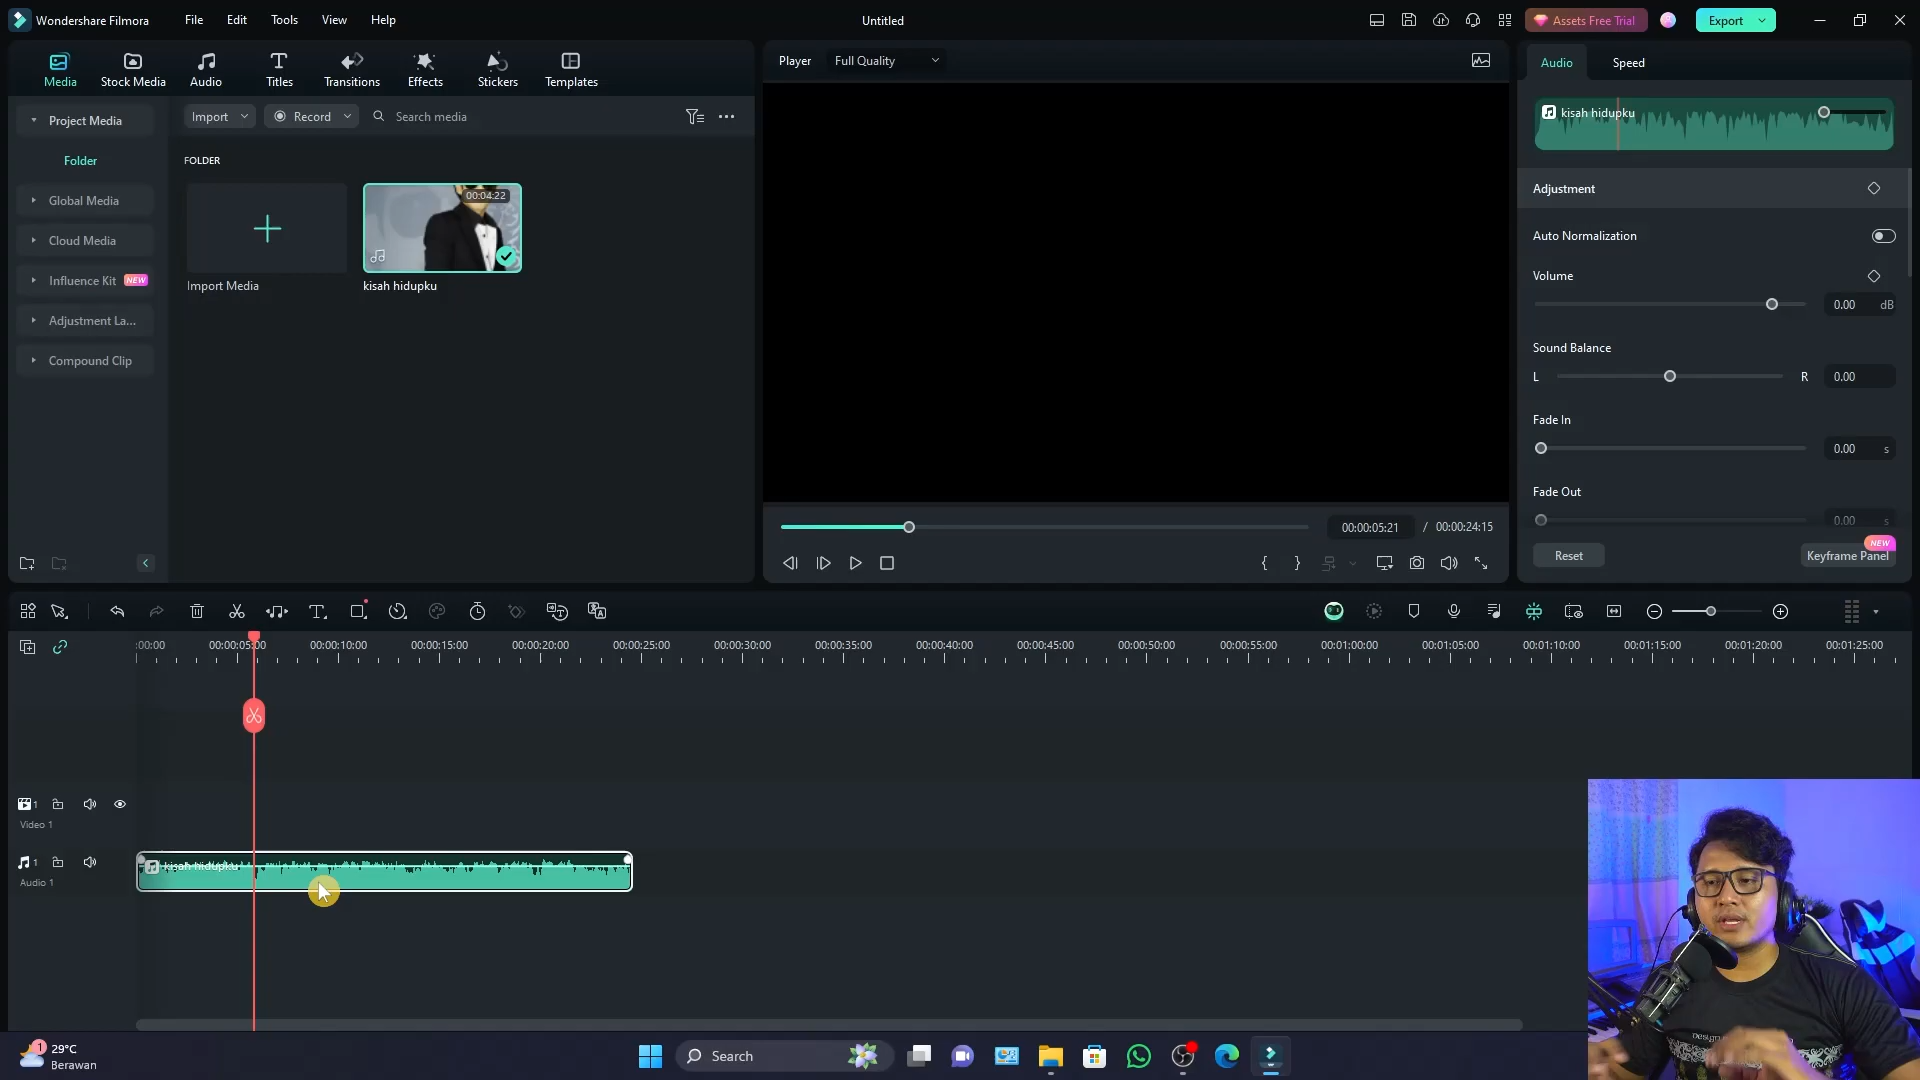 Wondershare Filmora File Edit Tools View Help Untitled Assets Free Trial Export
Media Stock Media Audio Titles Transitions Effects Stickers Templates
Player Full Quality
Audio Speed
Project Media
Folder
Global Media
Cloud Media
Influence Kit NEW
Adjustment La...
Compound Clip
Import Record Search media
FOLDER
00:04:22
Import Media kisah hidupku
00:00:05:21 / 00:00:24:15
kisah hidupku
Adjustment
Auto Normalization
Volume
0.00 dB
Sound Balance
L R 0.00
Fade In
0.00 s
Fade Out
0.00 s
NEW
Reset Keyframe Panel
:00:00 00:00:05:00 00:00:10:00 00:00:15:00 00:00:20:00 00:00:25:00 00:00:30:00 00:00:35:00 00:00:40:00 00:00:45:00 00:00:50:00 00:00:55:00 00:01:00:00 00:01:05:00 00:01:10:00 00:01:15:00 00:01:20:00 00:01:25:00
1
Video 1
1
Audio 1
kisah hidupku
1
29°C
Berawan
Search